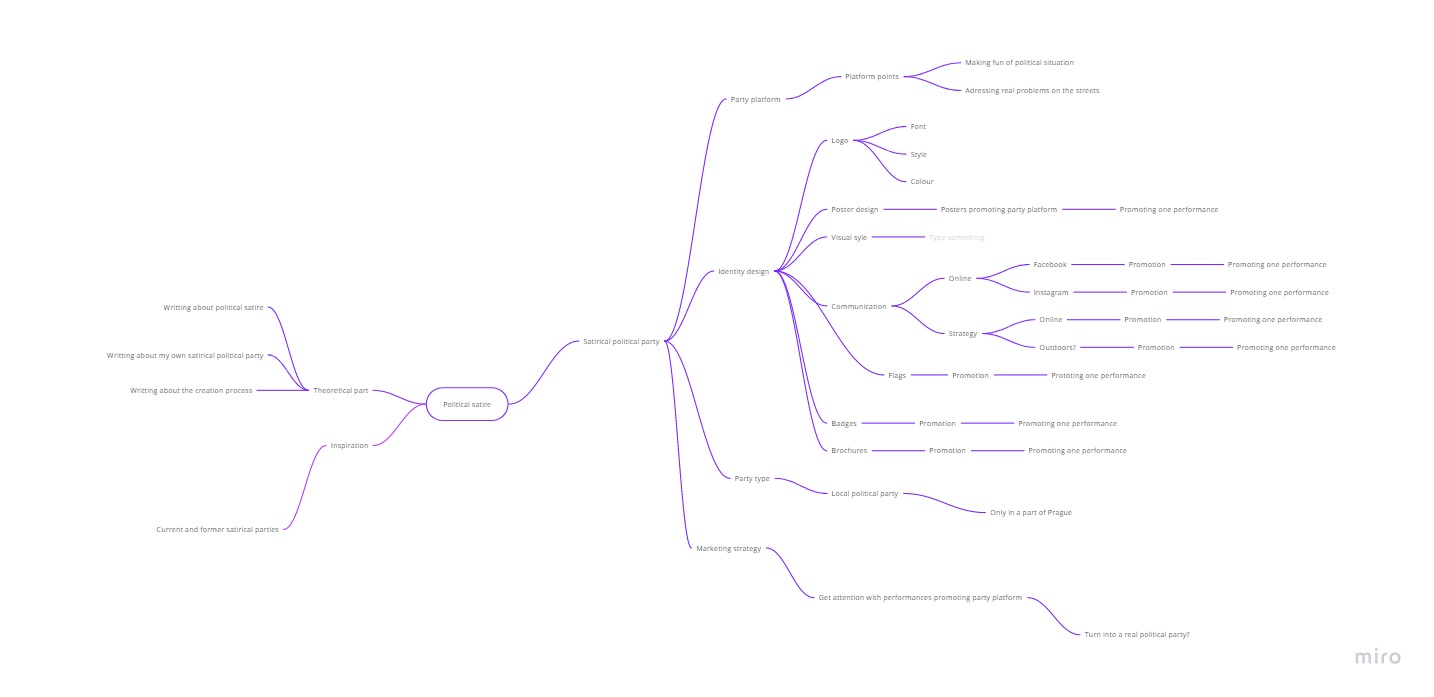 Making fun of political situation
Platform points
Adressing real problems on the streets
Party platform
Font
Logo
Style
Colour
Poster design
Posters promoting party platform
Promoting one performance
Visual syle
Type something
Identity design
Online
Facebook
Promotion
Promoting one performance
Instagram
Promotion
Promoting one performance
Communication
Strategy
Online
Promotion
Promoting one performance
Outdoors?
Promotion
Promoting one performance
Flags
Promotion
Prototing one performance
Badges
Promotion
Promoting one performance
Brochures
Promotion
Promoting one performance
Satirical political party
Party type
Local political party
Only in a part of Prague
Marketing strategy
Get attention with performances promoting party platform
Turn into a real political party?
Political satire
Theoretical part
Writting about political satire
Writting about my own satirical political party
Writting about the creation process
Inspiration
Current and former satirical parties
miro